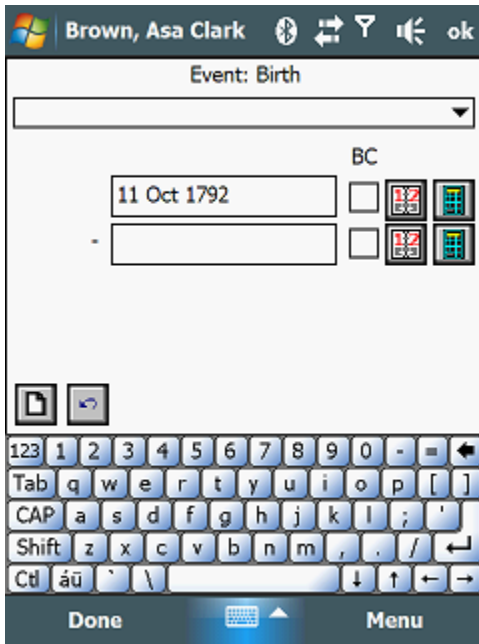 Brown, Asa Clark ok
Event: Birth
BC
11 Oct 1792
-
123 1 2 3 4 5 6 7 8 9 0 - =
Tab q w e r t y u i o p [ ]
CAP a s d f g h j k l ; '
Shift z x c v b n m , . /
Ctl áü ` \
Done Menu